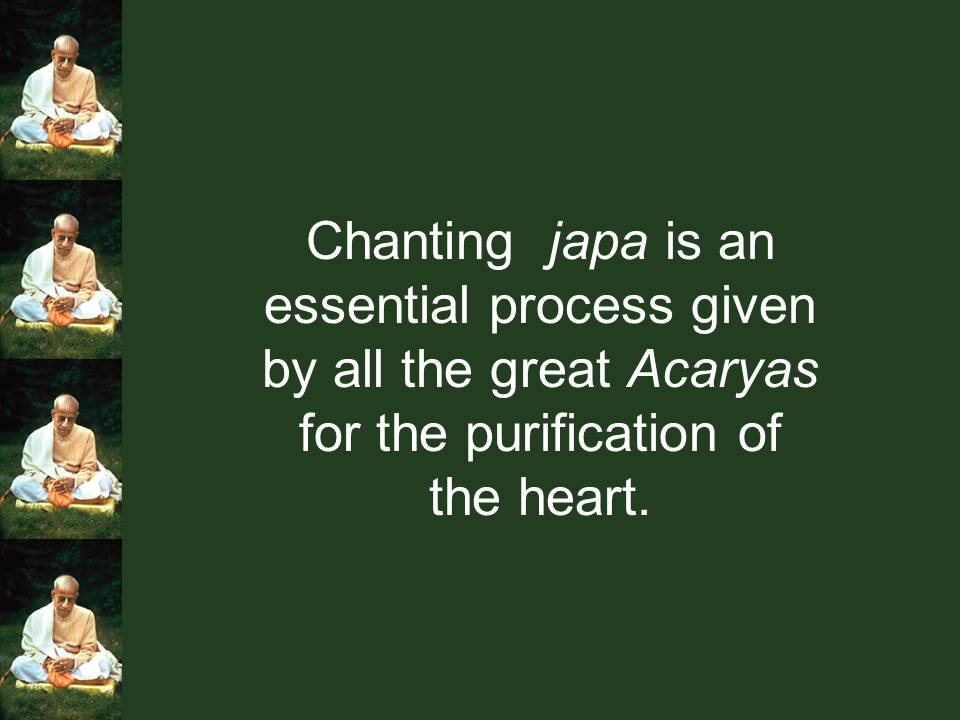 Chanting japa is an
essential process given
by all the great Acaryas
for the purification of
the heart.